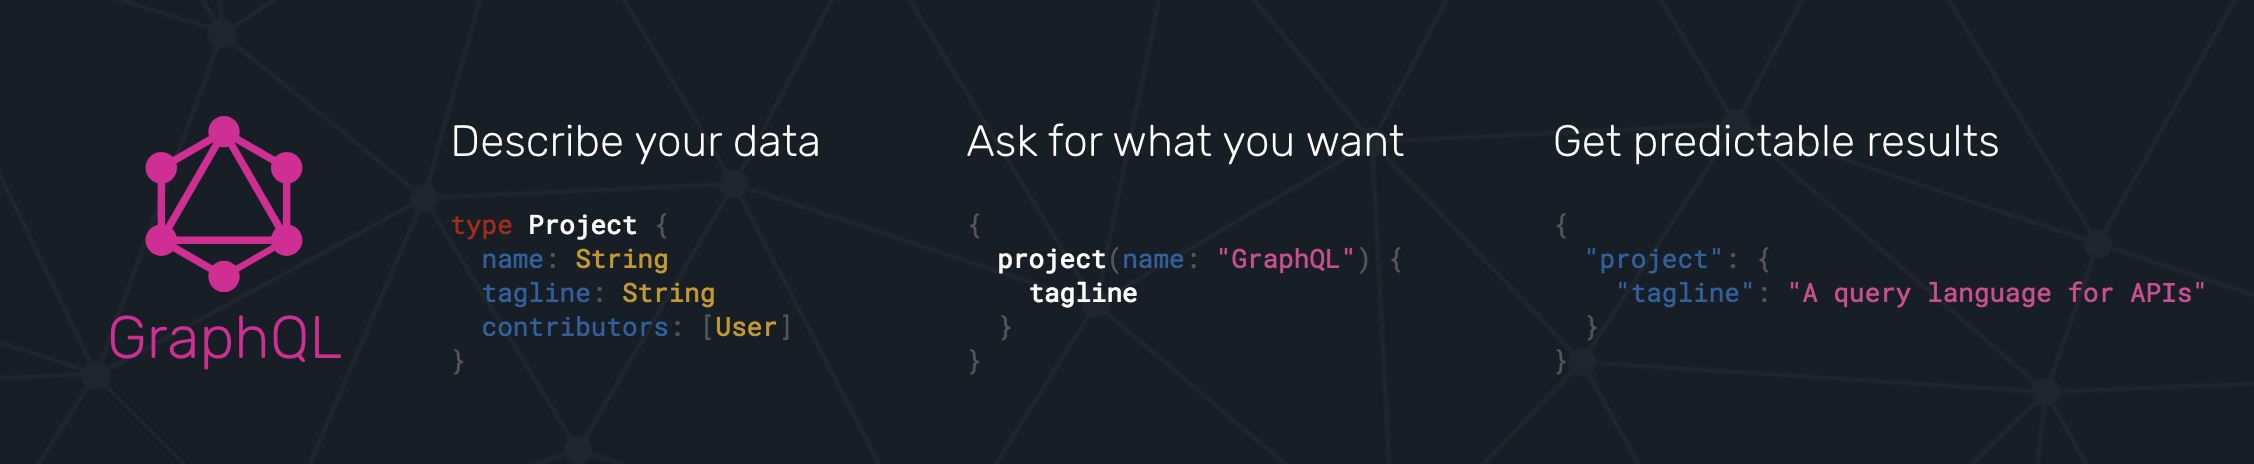 GraphQL
Describe your data
type Project {
  name: String
  tagline: String
  contributors: [User]
}
Ask for what you want
{
  project(name: "GraphQL") {
    tagline
  }
}
Get predictable results
{
  "project": {
    "tagline": "A query language for APIs"
  }
}